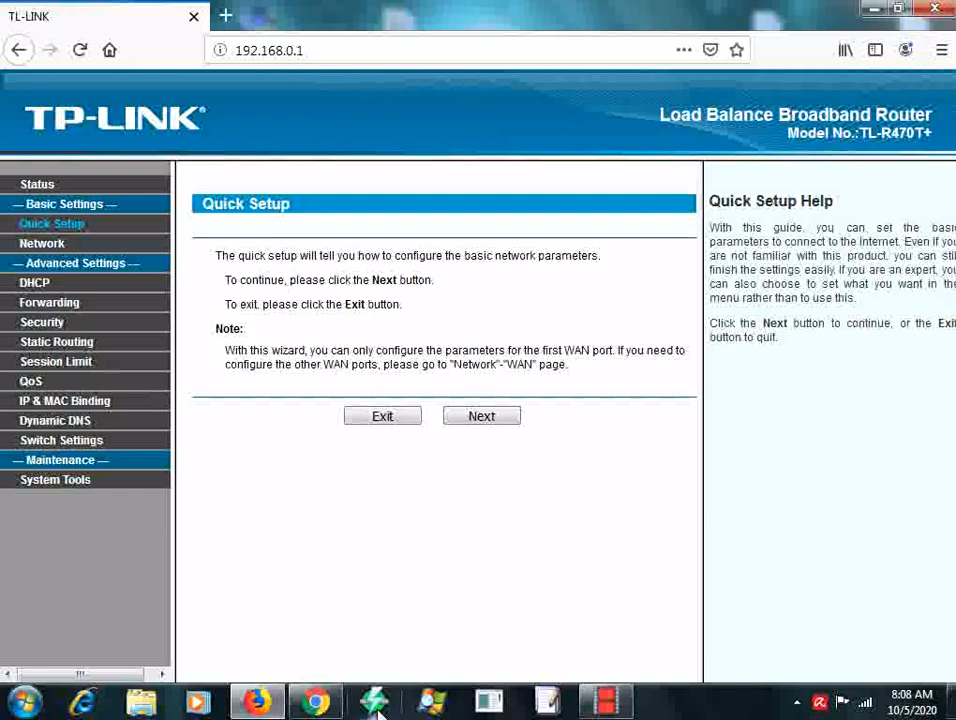 TL-LINK
192.168.0.1
TP-LINK®
Load Balance Broadband Router
Model No.:TL-R470T+
Status
— Basic Settings —
Quick Setup
Network
— Advanced Settings —
DHCP
Forwarding
Security
Static Routing
Session Limit
QoS
IP & MAC Binding
Dynamic DNS
Switch Settings
— Maintenance —
System Tools
Quick Setup
The quick setup will tell you how to configure the basic network parameters.
To continue, please click the Next button.
To exit, please click the Exit button.
Note:
With this wizard, you can only configure the parameters for the first WAN port. If you need to
configure the other WAN ports, please go to "Network"-"WAN" page.
Exit
Next
Quick Setup Help
With this guide, you can set the basic
parameters to connect to the Internet. Even if you
are not familiar with this product, you can still
finish the settings easily. If you are an expert, you
can also choose to set what you want in the
menu rather than to use this.
Click the Next button to continue, or the Exit
button to quit.
8:08 AM
10/5/2020